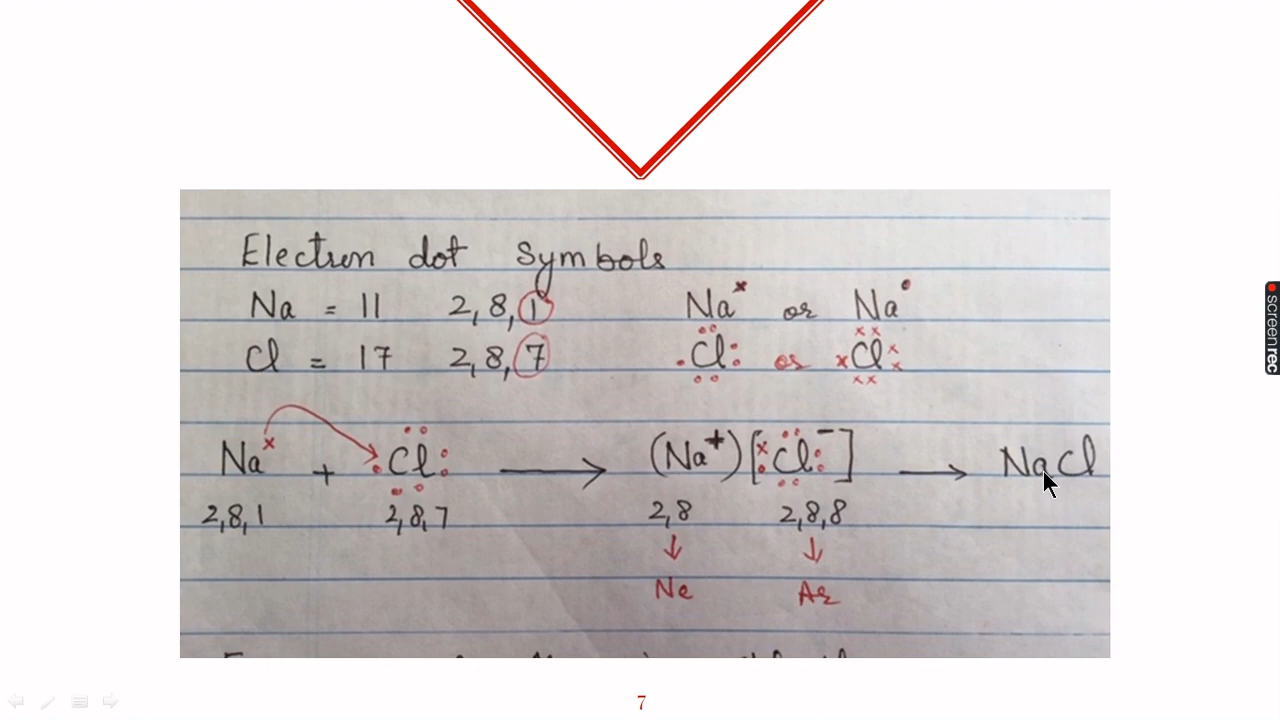 Electron dot Symbols
Na = 11 2,8,1 Na× or Na•
Cl = 17 2,8,7 Cl or Cl
Na× + Cl → (Na⁺)[×Cl⁻] → NaCl
2,8,1 2,8,7 2,8 2,8,8
↓ ↓
Ne Ar
7
screenrec